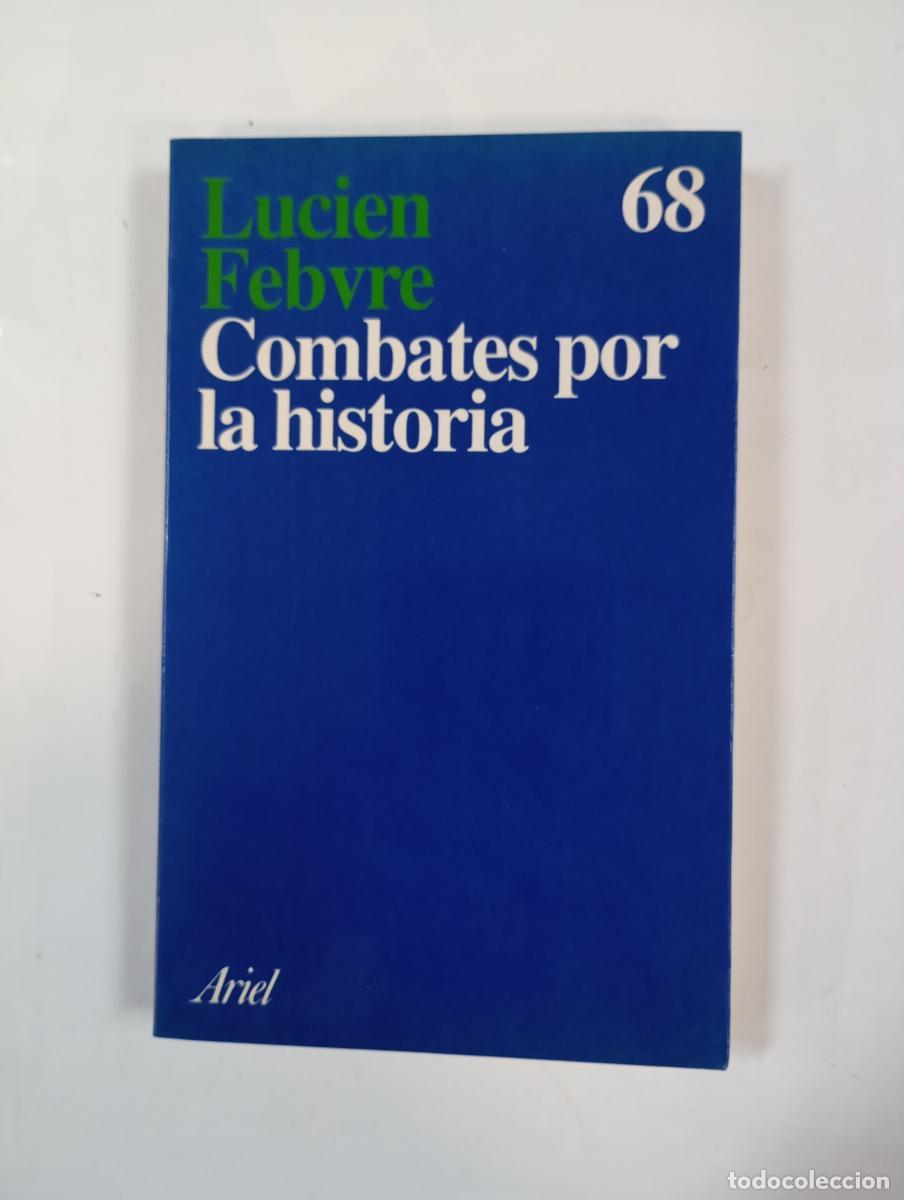 Lucien
Febvre
68
Combates por
la historia
Ariel
todocoleccion